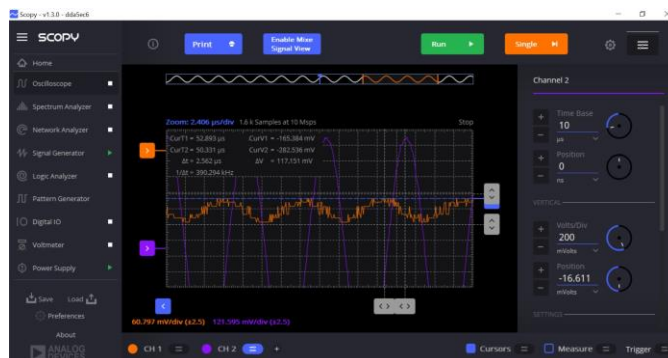 Scopy - v1.3.0 - dda5ec6
SCOPY
Print
Enable Mixe
Signal View
Run
Single
Home
Oscilloscope
Spectrum Analyzer
Network Analyzer
Signal Generator
Logic Analyzer
Pattern Generator
Digital IO
Voltmeter
Power Supply
Save
Load
Preferences
About
ANALOG
DEVICES
Zoom: 2.406 µs/div 1.6 k Samples at 10 Msps
Stop
CurT1 = 52.893 µs CurV1 = -165.384 mV
CurT2 = 50.331 µs CurV2 = -282.536 mV
Δt = 2.562 µs ΔV = 117.151 mV
1/Δt = 390.294 kHz
60.797 mV/div (x2.5) 121.595 mV/div (x2.5)
CH 1
CH 2
+
Cursors
Measure
Trigger
Channel 2
Time Base
10
µs
Position
0
ns
VERTICAL
Volts/Div
200
mVolts
Position
-16.611
mVolts
SETTINGS